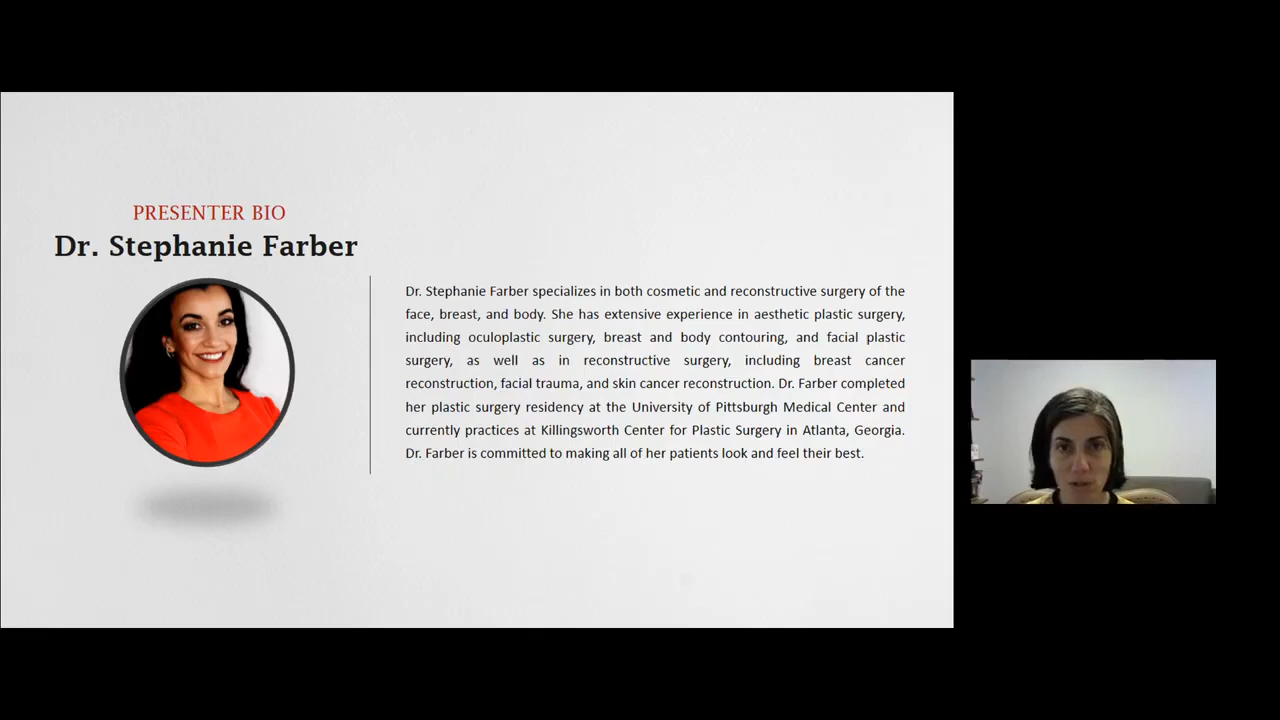 PRESENTER BIO
Dr. Stephanie Farber
Dr. Stephanie Farber specializes in both cosmetic and reconstructive surgery of the
face, breast, and body. She has extensive experience in aesthetic plastic surgery,
including oculoplastic surgery, breast and body contouring, and facial plastic
surgery, as well as in reconstructive surgery, including breast cancer
reconstruction, facial trauma, and skin cancer reconstruction. Dr. Farber completed
her plastic surgery residency at the University of Pittsburgh Medical Center and
currently practices at Killingsworth Center for Plastic Surgery in Atlanta, Georgia.
Dr. Farber is committed to making all of her patients look and feel their best.